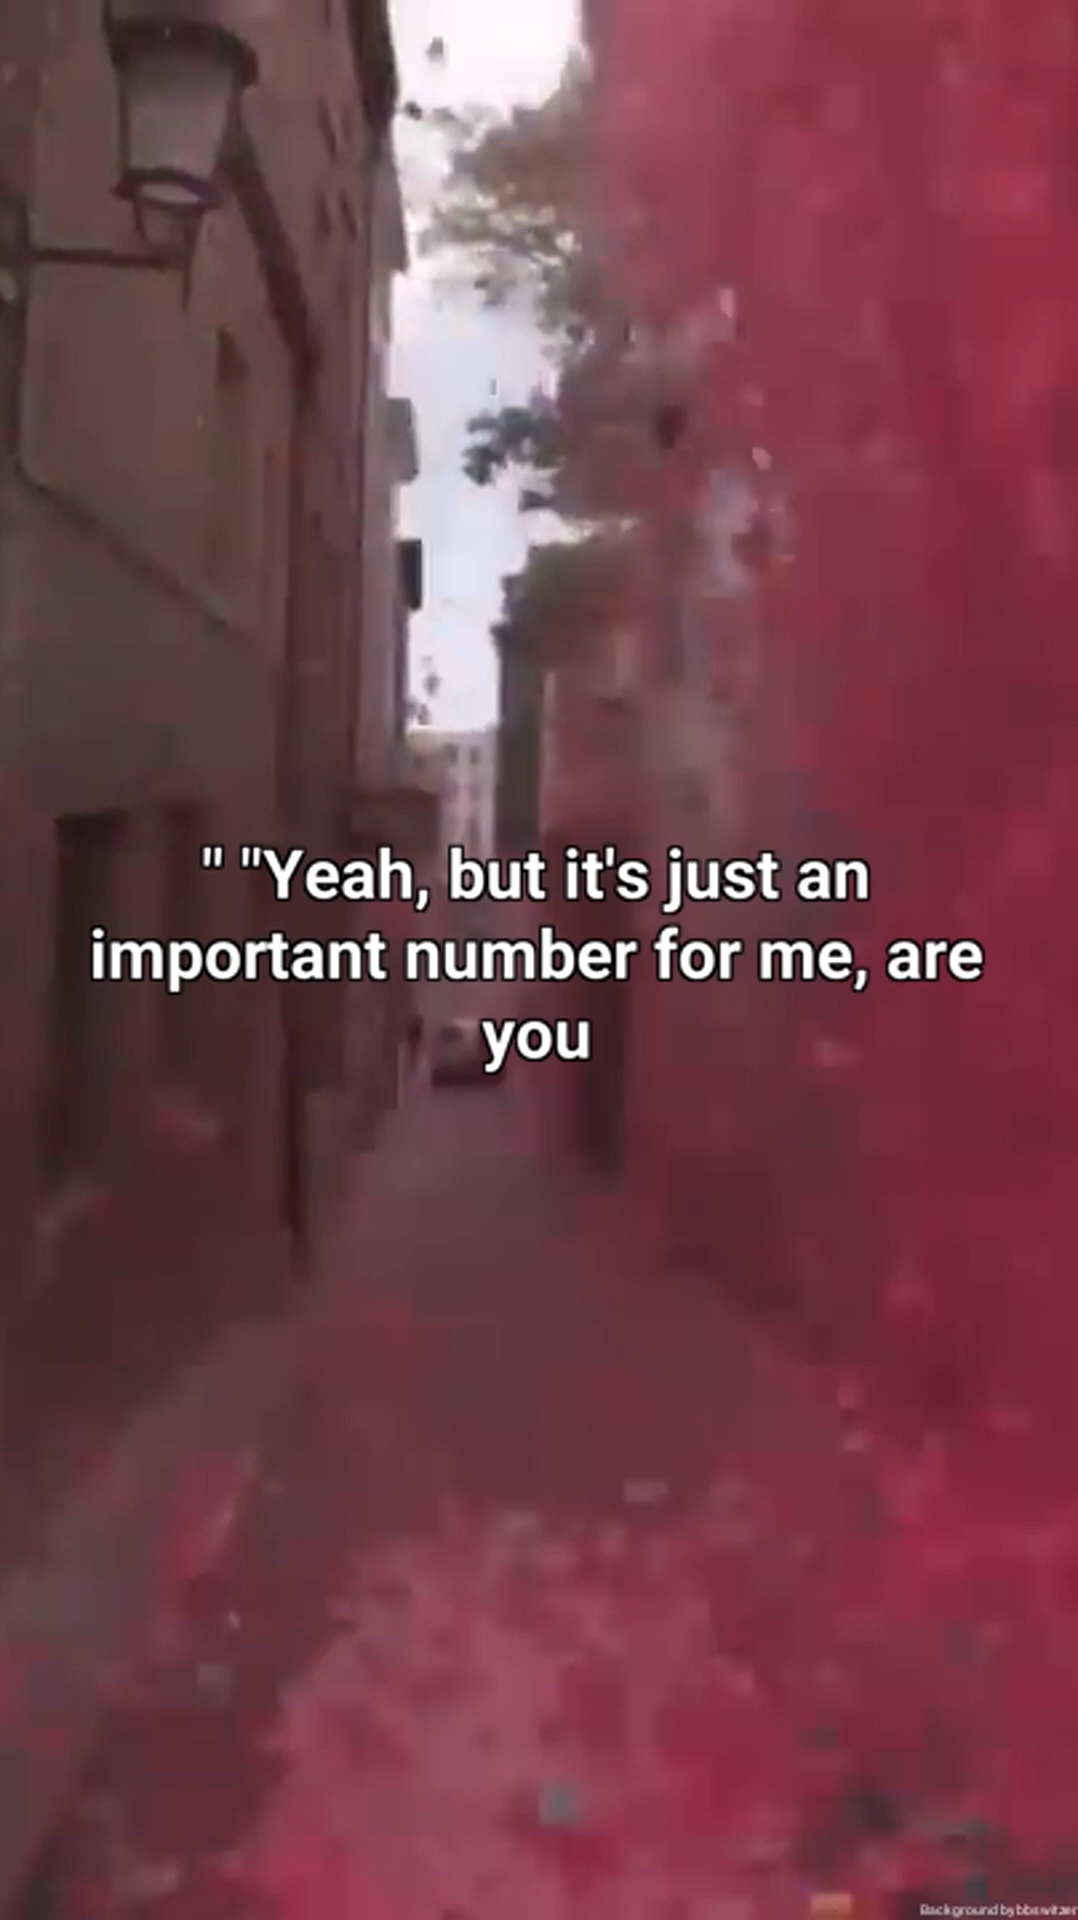 " "Yeah, but it's just an
important number for me, are
you
Background by bbswitzer